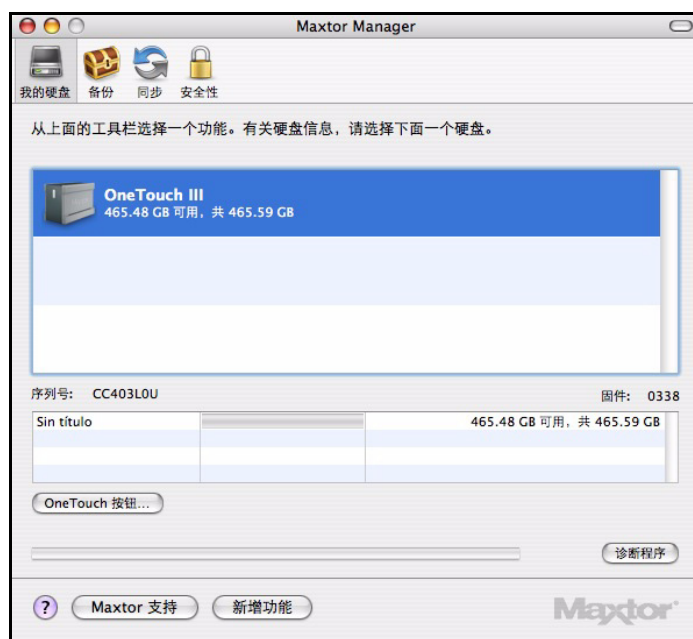 Maxtor Manager
我的硬盘 备份 同步 安全性
从上面的工具栏选择一个功能。有关硬盘信息，请选择下面一个硬盘。
OneTouch III
465.48 GB 可用，共 465.59 GB
序列号: CC403L0U 固件: 0338
Sin título 465.48 GB 可用，共 465.59 GB
OneTouch 按钮...
诊断程序
? Maxtor 支持 新增功能 Maxtor